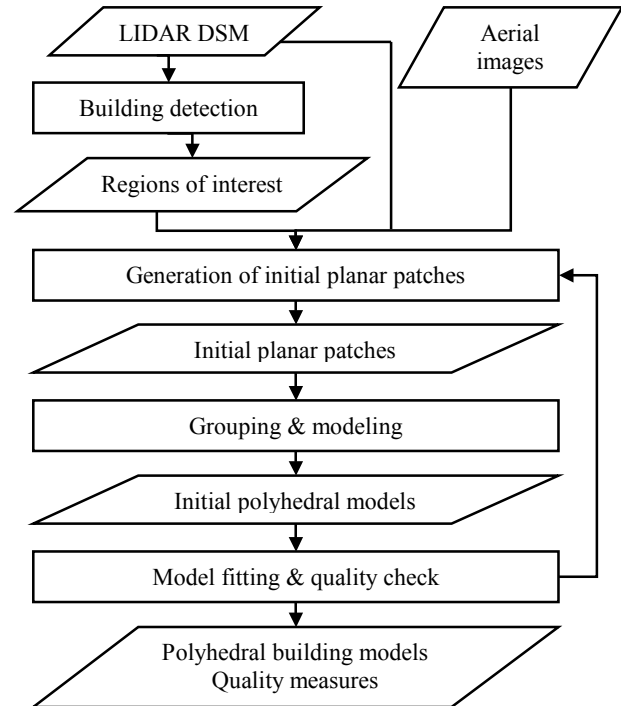 LIDAR DSM
Aerial
images
Building detection
Regions of interest
Generation of initial planar patches
Initial planar patches
Grouping & modeling
Initial polyhedral models
Model fitting & quality check
Polyhedral building models
Quality measures